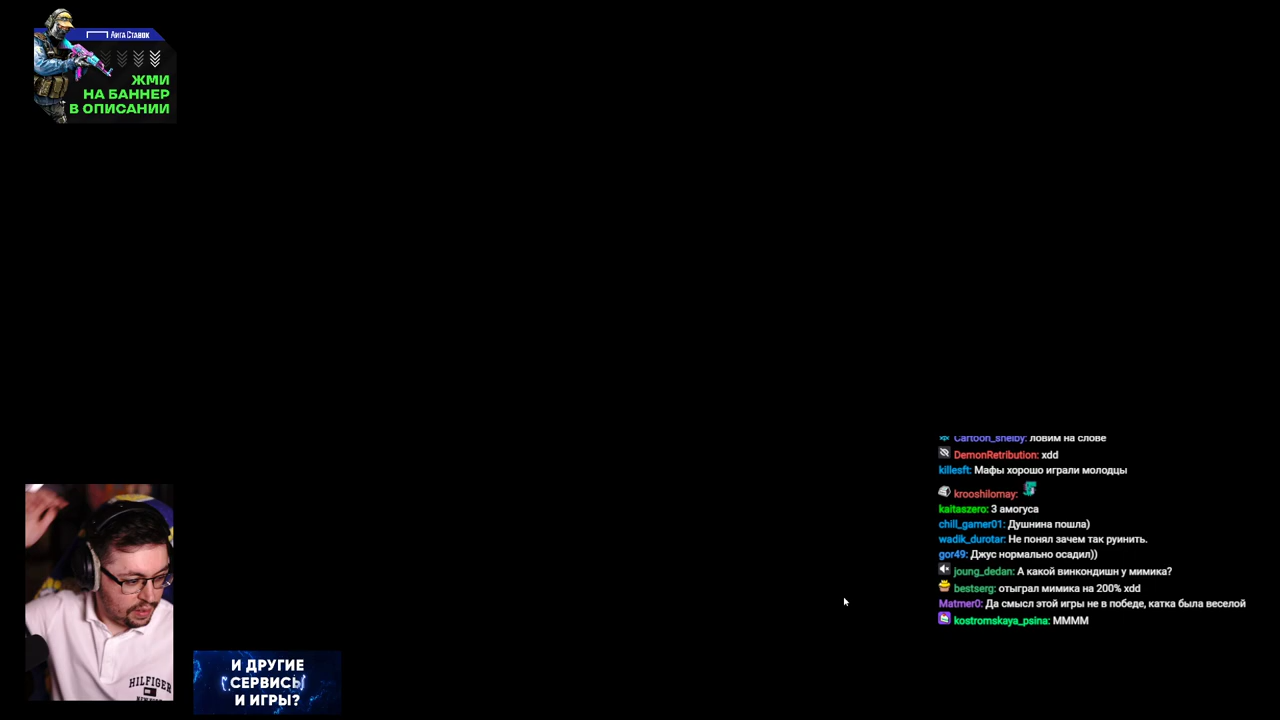 Лига Ставок
ЖМИ
НА БАННЕР
В ОПИСАНИИ
Cartoon_shelby: ловим на слове
DemonRetribution: xdd
killesft: Мафы хорошо играли молодцы
krooshilomay:
kaitaszero: 3 амогуса
chill_gamer01: Душнина пошла)
wadik_durotar: Не понял зачем так руинить.
gor49: Джус нормально осадил))
joung_dedan: А какой винкондишн у мимика?
bestserg: отыграл мимика на 200% xdd
Matmer0: Да смысл этой игры не в победе, катка была веселой
kostromskaya_psina: ММММ
HILFIGER
И ДРУГИЕ
СЕРВИСЫ
И ИГРЫ?